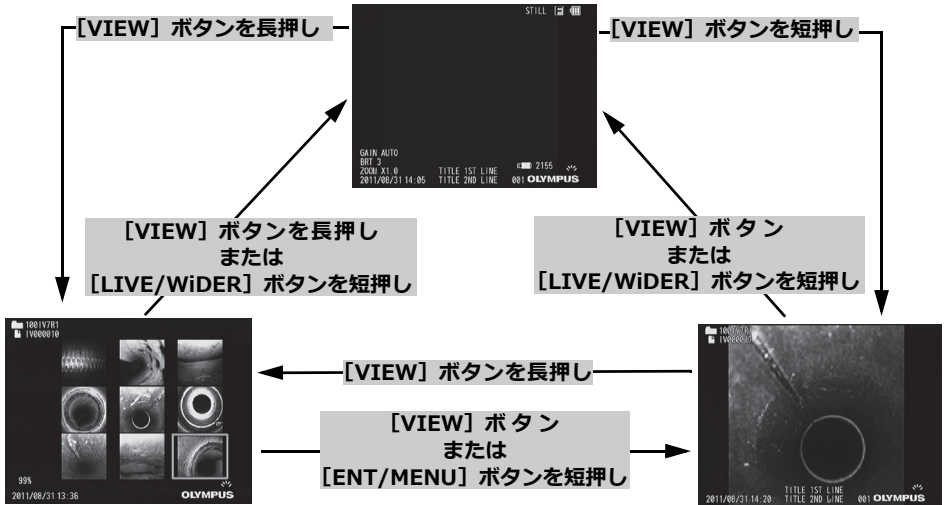 ［VIEW］ボタンを長押し
STILL
［VIEW］ボタンを短押し
GAIN AUTO
BRT 3
ZOOM X1.0
2011/08/31 14:05
TITLE 1ST LINE
TITLE 2ND LINE
2155
001 OLYMPUS
［VIEW］ボタンを長押し
または
［LIVE/WiDER］ボタンを短押し
［VIEW］ボタン
または
［LIVE/WiDER］ボタンを短押し
100IV7R1
IV000010
99%
2011/08/31 13:36
OLYMPUS
［VIEW］ボタンを長押し
［VIEW］ボタン
または
［ENT/MENU］ボタンを短押し
100IV7R1
2011/08/31 14:20
TITLE 1ST LINE
TITLE 2ND LINE
001 OLYMPUS